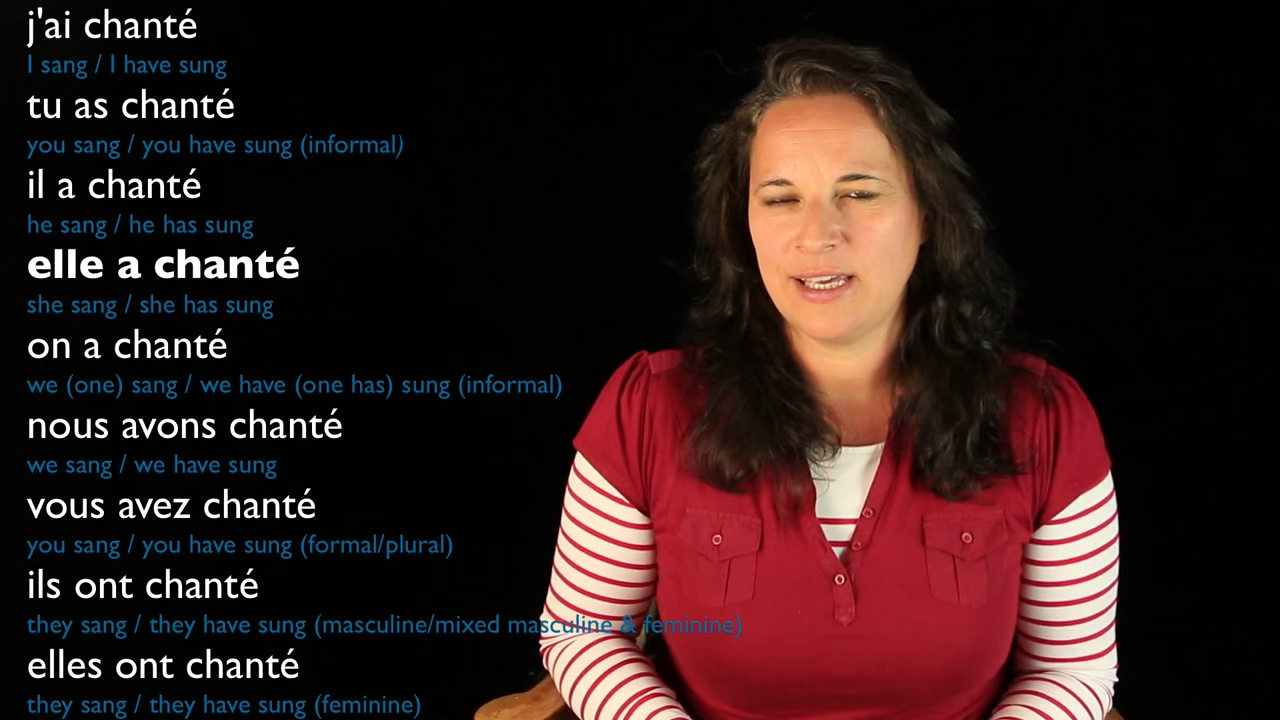 j'ai chanté
I sang / I have sung
tu as chanté
you sang / you have sung (informal)
il a chanté
he sang / he has sung
elle a chanté
she sang / she has sung
on a chanté
we (one) sang / we have (one has) sung (informal)
nous avons chanté
we sang / we have sung
vous avez chanté
you sang / you have sung (formal/plural)
ils ont chanté
they sang / they have sung (masculine/mixed masculine & feminine)
elles ont chanté
they sang / they have sung (feminine)